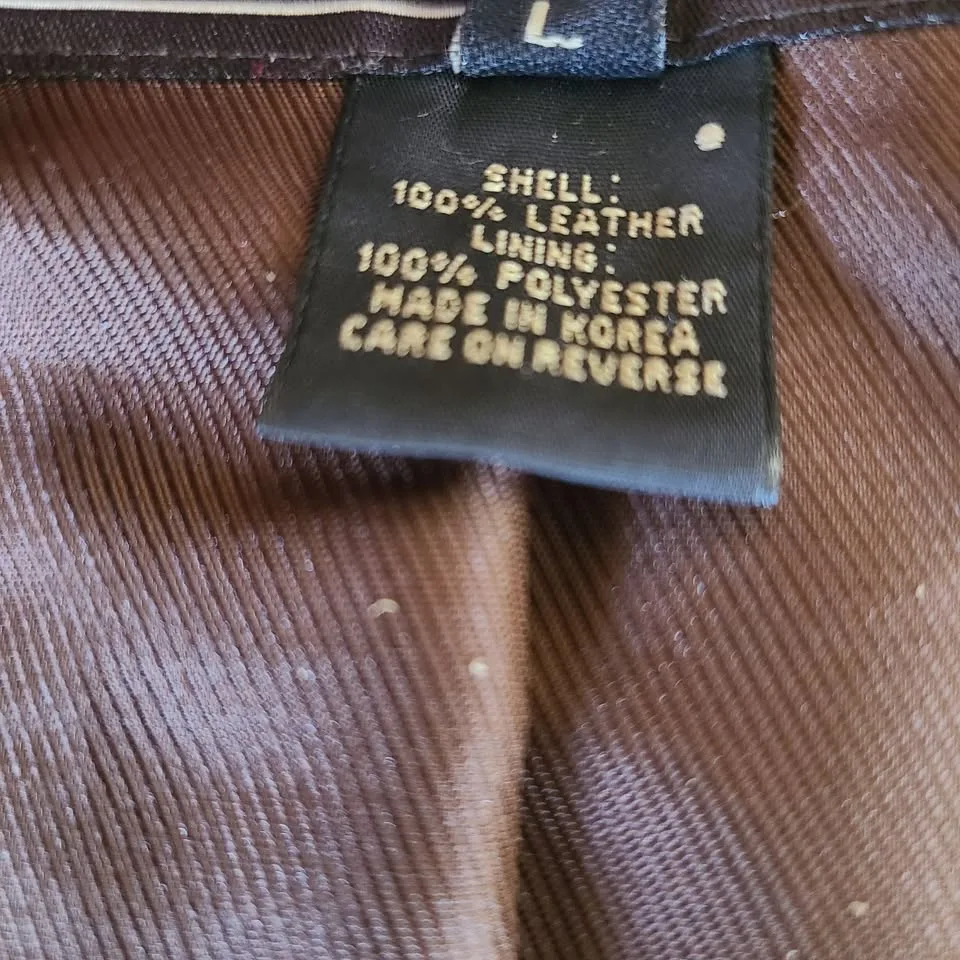 L
SHELL:
100% LEATHER
LINING:
100% POLYESTER
MADE IN KOREA
CARE ON REVERSE